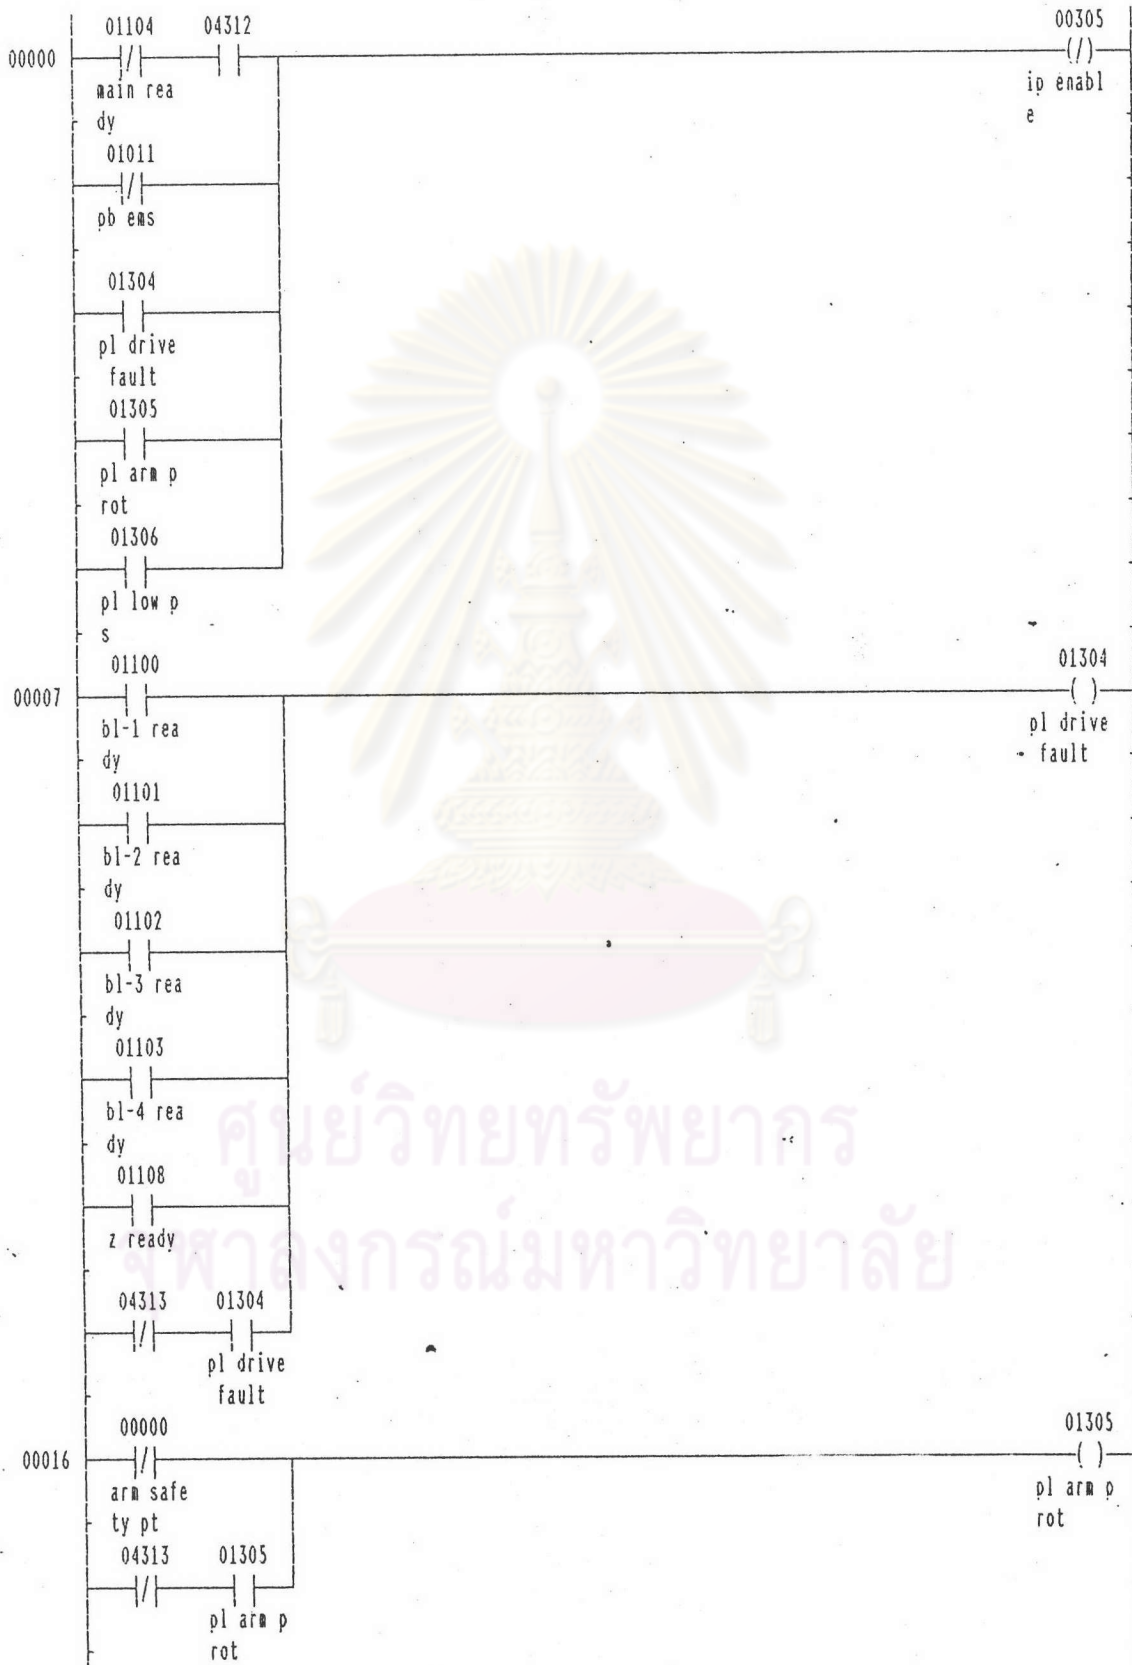 01104 04312 00305
00000 (/)
main rea ip enabl
dy e
01011
pb ems
01304
pl drive
fault
01305
pl arm p
rot
01306
pl low p
s
01100 01304
00007 ( )
bl-1 rea pl drive
dy fault
01101
bl-2 rea
dy
01102
bl-3 rea
dy
01103
bl-4 rea
dy
ศูนย์วิทยทรัพยากร
01108
z ready
จุฬาลงกรณ์มหาวิทยาลัย
04313 01304
pl drive
fault
00000 01305
00016 ( )
arm safe pl arm p
ty pt rot
04313 01305
pl arm p
rot